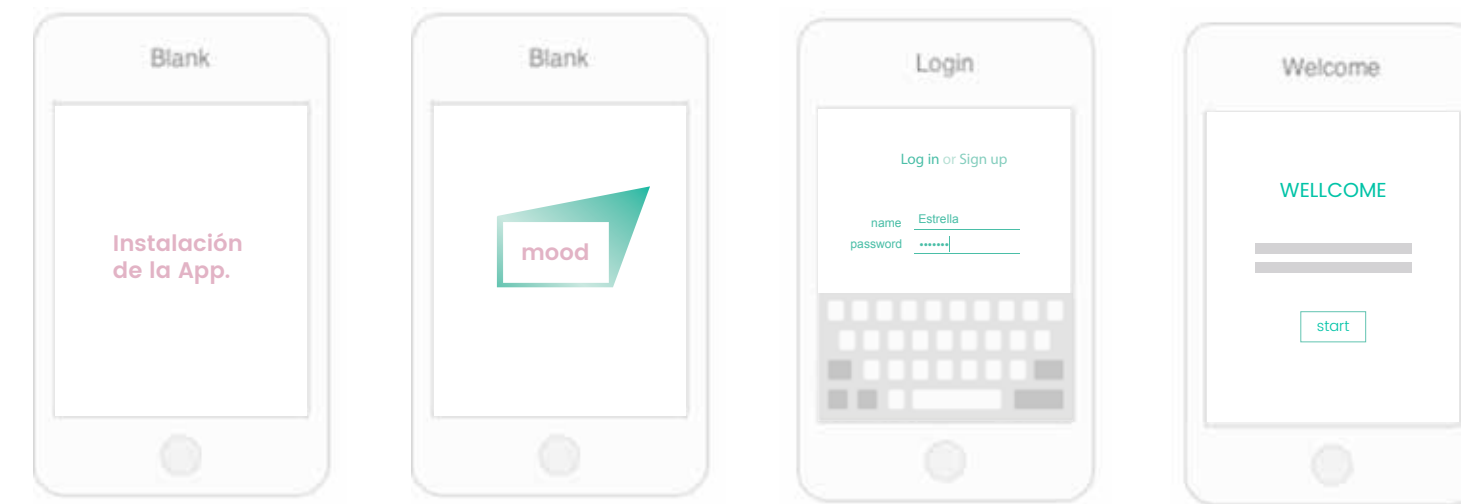 Blank
Instalación
de la App.
Blank
mood
Login
Log in or Sign up
name Estrella
password •••••••
Welcome
WELLCOME
start